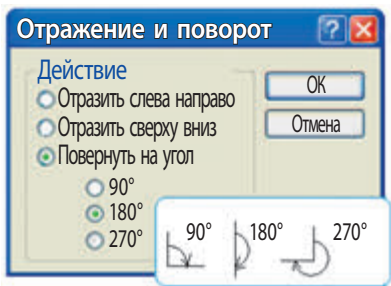 Отражение и поворот
Действие
Отразить слева направо
Отразить сверху вниз
Повернуть на угол
90°
180°
270°
ОК
Отмена
90° 180° 270°